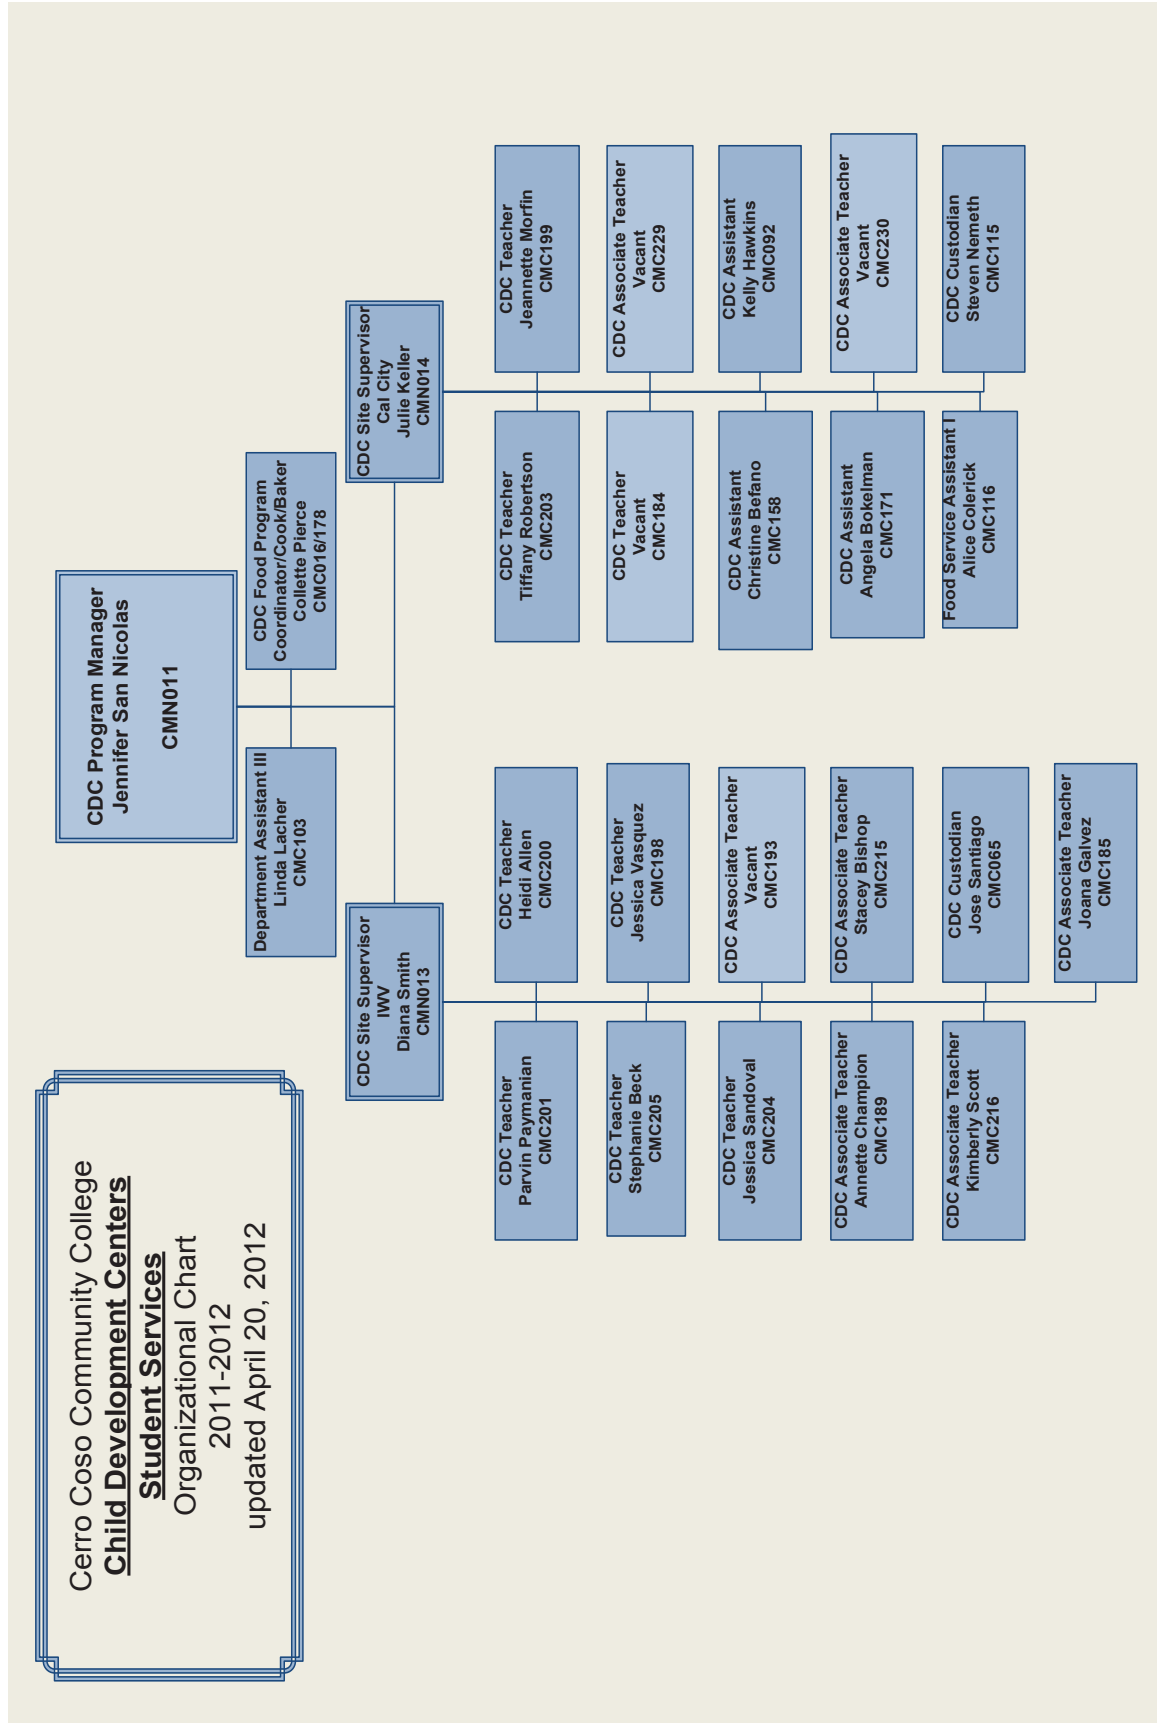 Cerro Coso Community College
Child Development Centers
Student Services
Organizational Chart
2011-2012
updated April 20, 2012
CDC Program Manager
Jennifer San Nicolas
CMN011
Department Assistant III
Linda Lacher
CMC103
CDC Food Program
Coordinator/Cook/Baker
Collette Pierce
CMC016/178
CDC Site Supervisor
IWV
Diana Smith
CMN013
CDC Site Supervisor
Cal City
Julie Keller
CMN014
CDC Teacher
Parvin Paymanian
CMC201
CDC Teacher
Heidi Allen
CMC200
CDC Teacher
Stephanie Beck
CMC205
CDC Teacher
Jessica Vasquez
CMC198
CDC Teacher
Jessica Sandoval
CMC204
CDC Associate Teacher
Vacant
CMC193
CDC Associate Teacher
Annette Champion
CMC189
CDC Associate Teacher
Stacey Bishop
CMC215
CDC Associate Teacher
Kimberly Scott
CMC216
CDC Custodian
Jose Santiago
CMC065
CDC Associate Teacher
Joana Galvez
CMC185
CDC Teacher
Tiffany Robertson
CMC203
CDC Teacher
Jeannette Morfin
CMC199
CDC Teacher
Vacant
CMC184
CDC Associate Teacher
Vacant
CMC229
CDC Assistant
Christine Befano
CMC158
CDC Assistant
Kelly Hawkins
CMC092
CDC Assistant
Angela Bokelman
CMC171
CDC Associate Teacher
Vacant
CMC230
Food Service Assistant I
Alice Colerick
CMC116
CDC Custodian
Steven Nemeth
CMC115